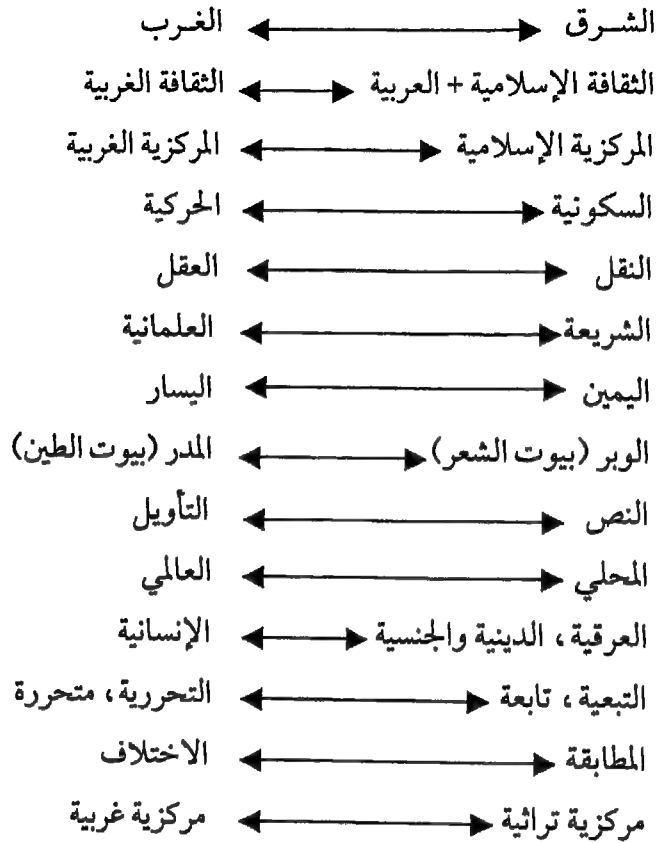 الشرق الغرب
الثقافة الإسلامية + العربية الثقافة الغربية
المركزية الإسلامية المركزية الغربية
السكونية الحركية
النقل العقل
الشريعة العلمانية
اليمين اليسار
الوبر (بيوت الشعر) المدر (بيوت الطين)
النص التأويل
المحلي العالمي
العرقية، الدينية والجنسية الإنسانية
التبعية، تابعة التحررية، متحررة
المطابقة الاختلاف
مركزية تراثية مركزية غربية